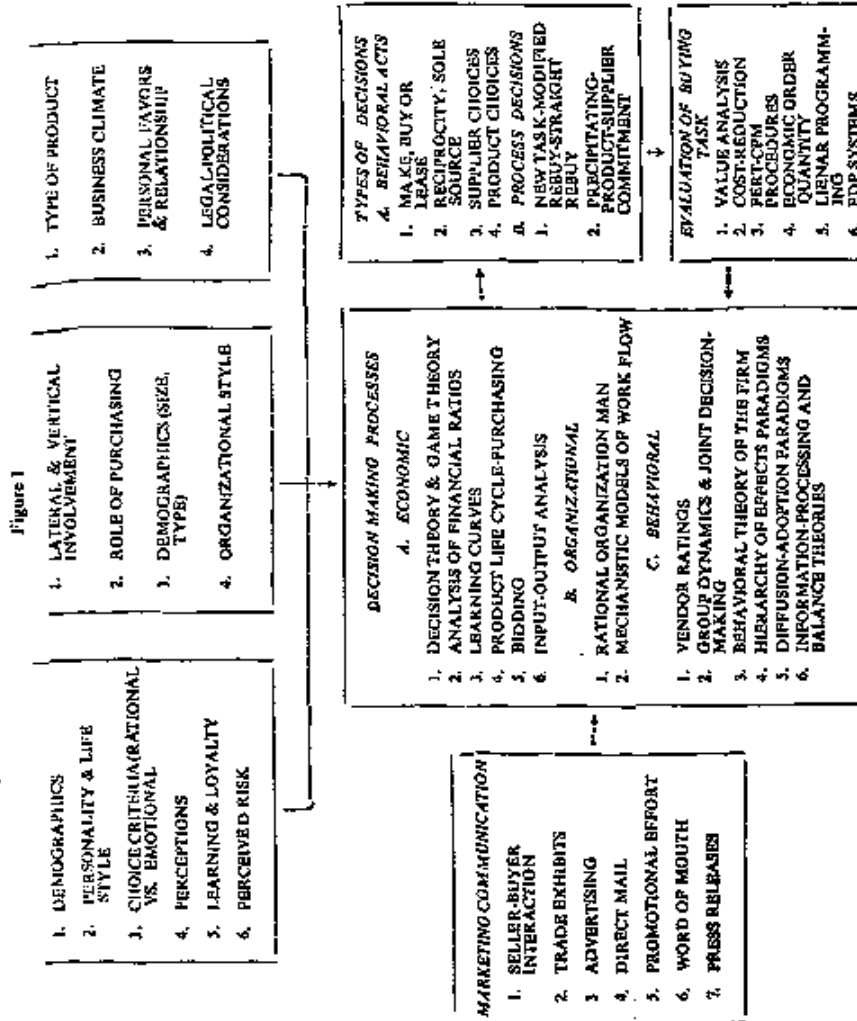 Figure 1
1. DEMOGRAPHICS
2. PERSONALITY & LIFE
STYLE
3. CHOICE CRITERIA(RATIONAL
VS. EMOTIONAL
4. PERCEPTIONS
5. LEARNING & LOYALTY
6. PERCEIVED RISK
1. LATERAL & VERTICAL
INVOLVEMENT
2. ROLE OF PURCHASING
3. DEMOGRAPHICS (SIZE,
TYPE)
4. ORGANIZATIONAL STYLE
1. TYPE OF PRODUCT
2. BUSINESS CLIMATE
3. PERSONAL FAVORS
& RELATIONSHIP
4. LEGAL-POLITICAL
CONSIDERATIONS
MARKETING COMMUNICATION
1. SELLER-BUYER
INTERACTION
2. TRADE EXHIBITS
3 ADVERTISING
4. DIRECT MAIL
5. PROMOTIONAL EFFORT
6. WORD OF MOUTH
7. PRESS RELEASES
DECISION MAKING PROCESSES
A. ECONOMIC
1. DECISION THEORY & GAME THEORY
2. ANALYSIS OF FINANCIAL RATIOS
3. LEARNING CURVES
4. PRODUCT LIFE CYCLE-PURCHASING
5. BIDDING
6. INPUT-OUTPUT ANALYSIS
B. ORGANIZATIONAL
1. RATIONAL ORGANIZATION MAN
2. MECHANISTIC MODELS OF WORK FLOW
C. BEHAVIORAL
1. VENDOR RATINGS
2. GROUP DYNAMICS & JOINT DECISION-
MAKING
3. BEHAVIORAL THEORY OF THE FIRM
4. HIERARCHY OF EFFECTS PARADIGMS
5. DIFFUSION-ADOPTION PARADIGMS
6. INFORMATION-PROCESSING AND
BALANCE THEORIES
TYPES OF DECISIONS
A. BEHAVIORAL ACTS
1. MAKE, BUY OR
LEASE
2. RECIPROCITY, SOLE
SOURCE
3. SUPPLIER CHOICES
4. PRODUCT CHOICES
B. PROCESS DECISIONS
1. NEW TASK-MODIFIED
REBUY-STRAIGHT
REBUY
2. PRECIPITATING-
PRODUCT-SUPPLIER
COMMITMENT
EVALUATION OF BUYING
TASK
1. VALUE ANALYSIS
2. COST-REDUCTION
3. PERT-CPM
PROCEDURES
4. ECONOMIC ORDER
QUANTITY
5. LIENAR PROGRAMM-
ING
6. EDP SYSTEMS